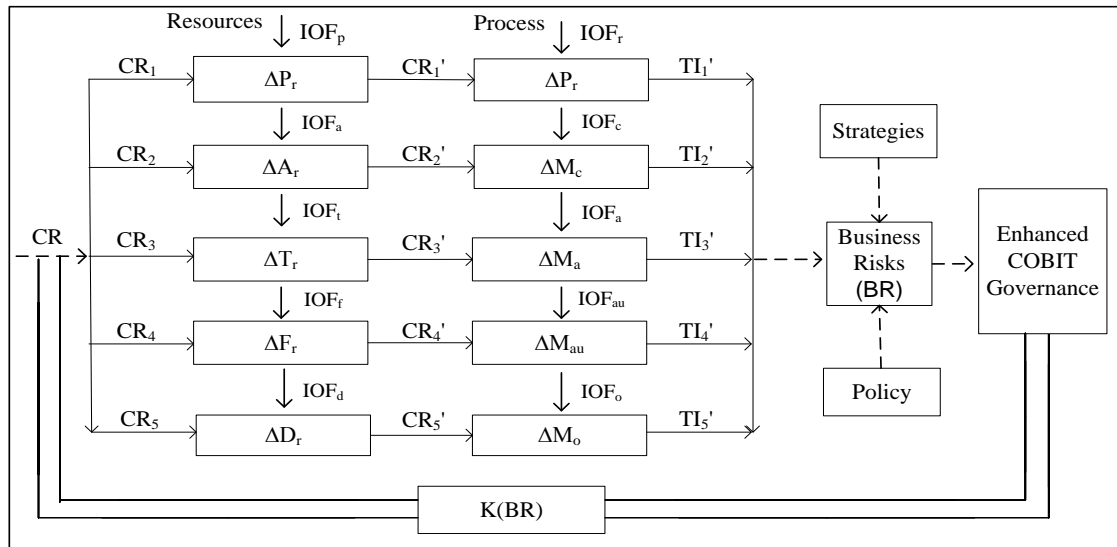 Resources
IOFp
Process
IOFr
CR1
ΔPr
CR1'
ΔPr
TI1'
IOFa
IOFc
Strategies
CR2
ΔAr
CR2'
ΔMc
TI2'
IOFt
IOFa
CR
CR3
ΔTr
CR3'
ΔMa
TI3'
Business
Risks
(BR)
Enhanced
COBIT
Governance
IOFf
IOFau
CR4
ΔFr
CR4'
ΔMau
TI4'
IOFd
IOFo
Policy
CR5
ΔDr
CR5'
ΔMo
TI5'
K(BR)